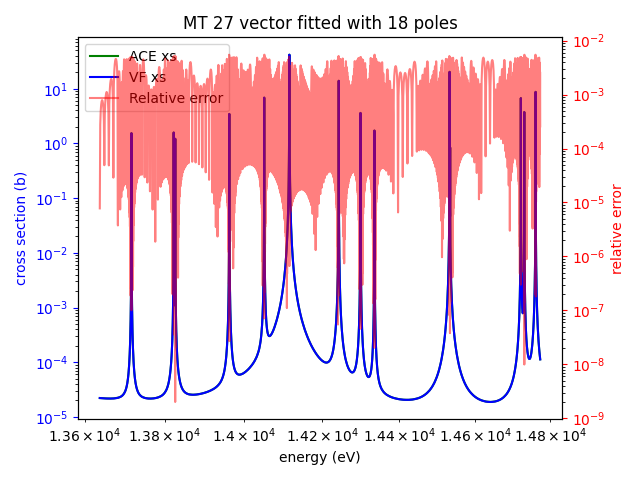 MT 27 vector fitted with 18 poles
ACE xs
VF xs
Relative error
cross section (b)
10¹
10⁰
10⁻¹
10⁻²
10⁻³
10⁻⁴
10⁻⁵
relative error
10⁻²
10⁻³
10⁻⁴
10⁻⁵
10⁻⁶
10⁻⁷
10⁻⁸
10⁻⁹
1.36 × 10⁴ 1.38 × 10⁴ 1.4 × 10⁴ 1.42 × 10⁴ 1.44 × 10⁴ 1.46 × 10⁴ 1.48 × 10⁴
energy (eV)